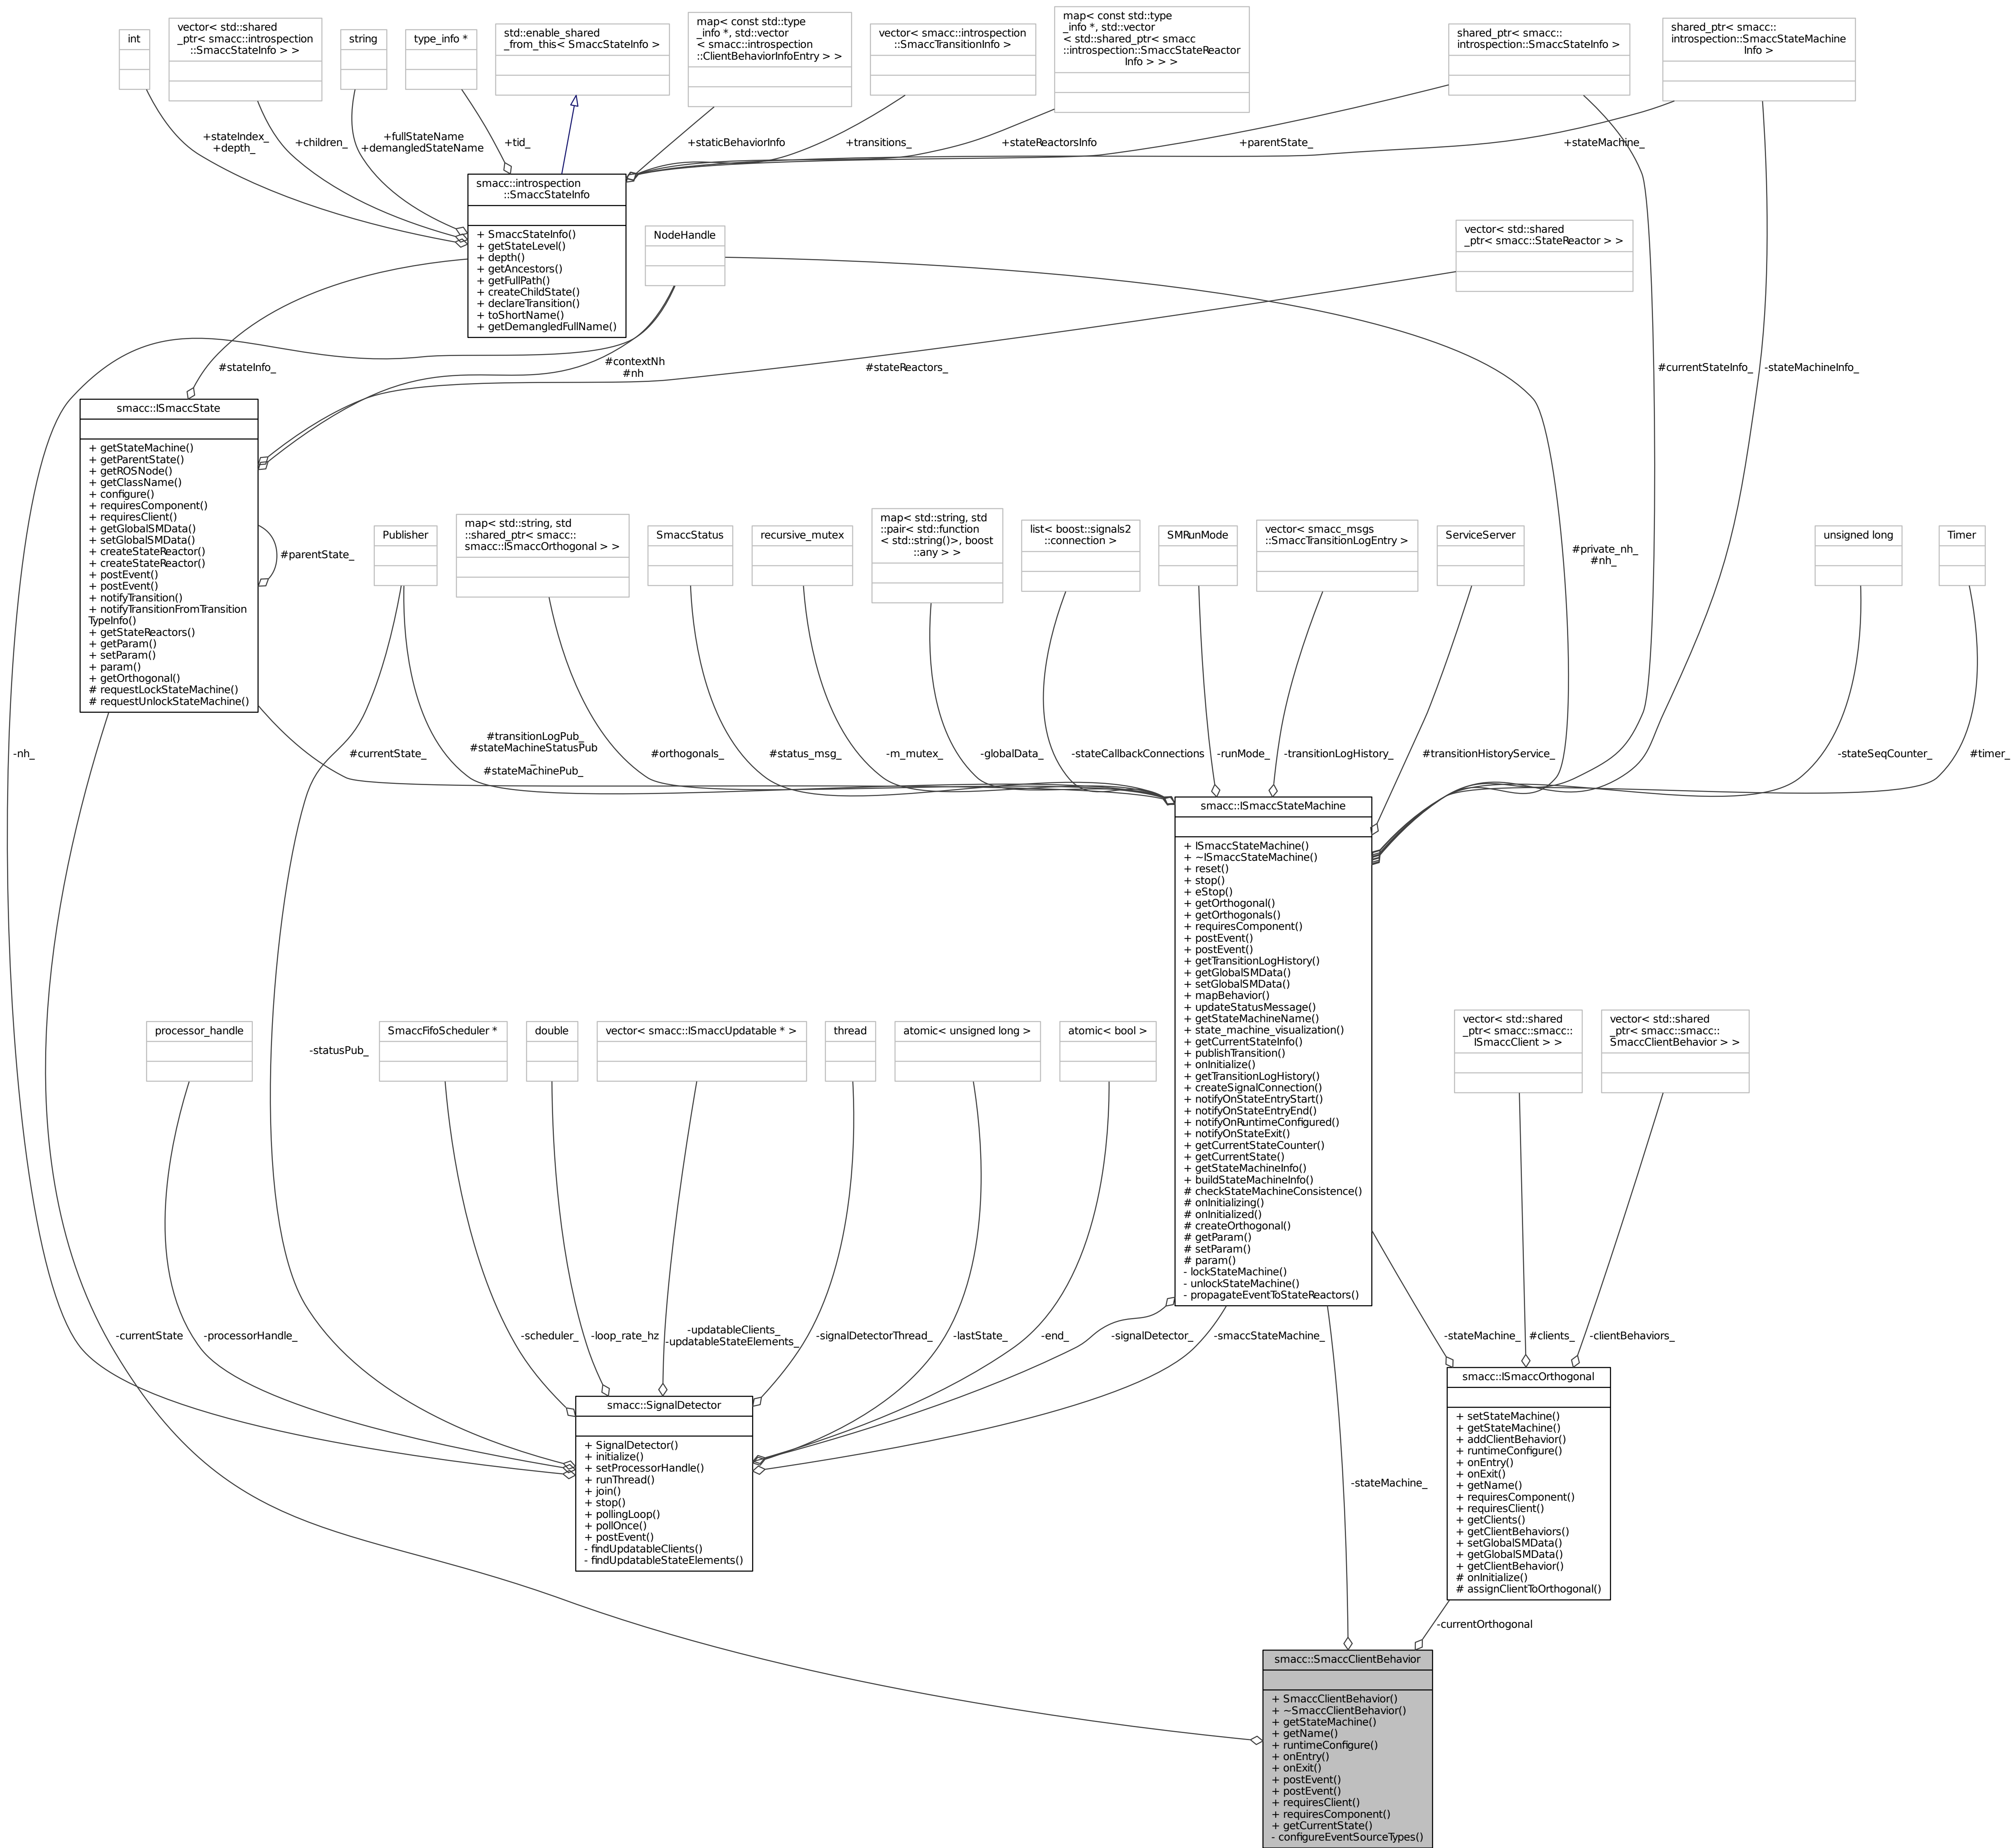 int
vector< std::shared
_ptr< smacc::introspection
::SmaccStateInfo > >
string
type_info *
std::enable_shared
_from_this< SmaccStateInfo >
map< const std::type
_info *, std::vector
< smacc::introspection
::ClientBehaviorInfoEntry > >
vector< smacc::introspection
::SmaccTransitionInfo >
map< const std::type
_info *, std::vector
< std::shared_ptr< smacc
::introspection::SmaccStateReactor
Info > > >
shared_ptr< smacc::
introspection::SmaccStateInfo >
shared_ptr< smacc::
introspection::SmaccStateMachine
Info >
+stateIndex_
+depth_
+children_
+fullStateName
+demangledStateName
+tid_
+staticBehaviorInfo
+transitions_
+stateReactorsInfo
+parentState_
+stateMachine_
smacc::introspection
::SmaccStateInfo
+ SmaccStateInfo()
+ getStateLevel()
+ depth()
+ getAncestors()
+ getFullPath()
+ createChildState()
+ declareTransition()
+ toShortName()
+ getDemangledFullName()
NodeHandle
vector< std::shared
_ptr< smacc::StateReactor > >
#stateInfo_
#contextNh
#nh
#stateReactors_
#currentStateInfo_
-stateMachineInfo_
smacc::ISmaccState
+ getStateMachine()
+ getParentState()
+ getROSNode()
+ getClassName()
+ configure()
+ requiresComponent()
+ requiresClient()
+ getGlobalSMData()
+ setGlobalSMData()
+ createStateReactor()
+ createStateReactor()
+ postEvent()
+ postEvent()
+ notifyTransition()
+ notifyTransitionFromTransition
TypeInfo()
+ getStateReactors()
+ getParam()
+ setParam()
+ param()
+ getOrthogonal()
# requestLockStateMachine()
# requestUnlockStateMachine()
#parentState_
Publisher
map< std::string, std
::shared_ptr< smacc::
smacc::ISmaccOrthogonal > >
SmaccStatus
recursive_mutex
map< std::string, std
::pair< std::function
< std::string()>, boost
::any > >
list< boost::signals2
::connection >
SMRunMode
vector< smacc_msgs
::SmaccTransitionLogEntry >
ServiceServer
#private_nh_
#nh_
unsigned long
Timer
-nh_
#currentState_
#transitionLogPub_
#stateMachineStatusPub
_
#stateMachinePub_
#orthogonals_
#status_msg_
-m_mutex_
-globalData_
-stateCallbackConnections
-runMode_
-transitionLogHistory_
#transitionHistoryService_
-stateSeqCounter_
#timer_
smacc::ISmaccStateMachine
+ ISmaccStateMachine()
+ ~ISmaccStateMachine()
+ reset()
+ stop()
+ eStop()
+ getOrthogonal()
+ getOrthogonals()
+ requiresComponent()
+ postEvent()
+ postEvent()
+ getTransitionLogHistory()
+ getGlobalSMData()
+ setGlobalSMData()
+ mapBehavior()
+ updateStatusMessage()
+ getStateMachineName()
+ state_machine_visualization()
+ getCurrentStateInfo()
+ publishTransition()
+ onInitialize()
+ getTransitionLogHistory()
+ createSignalConnection()
+ notifyOnStateEntryStart()
+ notifyOnStateEntryEnd()
+ notifyOnRuntimeConfigured()
+ notifyOnStateExit()
+ getCurrentStateCounter()
+ getCurrentState()
+ getStateMachineInfo()
+ buildStateMachineInfo()
# checkStateMachineConsistence()
# onInitializing()
# onInitialized()
# createOrthogonal()
# getParam()
# setParam()
# param()
- lockStateMachine()
- unlockStateMachine()
- propagateEventToStateReactors()
processor_handle
-statusPub_
SmaccFifoScheduler *
double
vector< smacc::ISmaccUpdatable * >
thread
atomic< unsigned long >
atomic< bool >
vector< std::shared
_ptr< smacc::smacc::
ISmaccClient > >
vector< std::shared
_ptr< smacc::smacc::
SmaccClientBehavior > >
-currentState
-processorHandle_
-scheduler_
-loop_rate_hz
-updatableClients_
-updatableStateElements_
-signalDetectorThread_
-lastState_
-end_
-signalDetector_
-smaccStateMachine_
-stateMachine_
#clients_
-clientBehaviors_
smacc::SignalDetector
+ SignalDetector()
+ initialize()
+ setProcessorHandle()
+ runThread()
+ join()
+ stop()
+ pollingLoop()
+ pollOnce()
+ postEvent()
- findUpdatableClients()
- findUpdatableStateElements()
-stateMachine_
smacc::ISmaccOrthogonal
+ setStateMachine()
+ getStateMachine()
+ addClientBehavior()
+ runtimeConfigure()
+ onEntry()
+ onExit()
+ getName()
+ requiresComponent()
+ requiresClient()
+ getClients()
+ getClientBehaviors()
+ setGlobalSMData()
+ getGlobalSMData()
+ getClientBehavior()
# onInitialize()
# assignClientToOrthogonal()
-currentOrthogonal
smacc::SmaccClientBehavior
+ SmaccClientBehavior()
+ ~SmaccClientBehavior()
+ getStateMachine()
+ getName()
+ runtimeConfigure()
+ onEntry()
+ onExit()
+ postEvent()
+ postEvent()
+ requiresClient()
+ requiresComponent()
+ getCurrentState()
- configureEventSourceTypes()